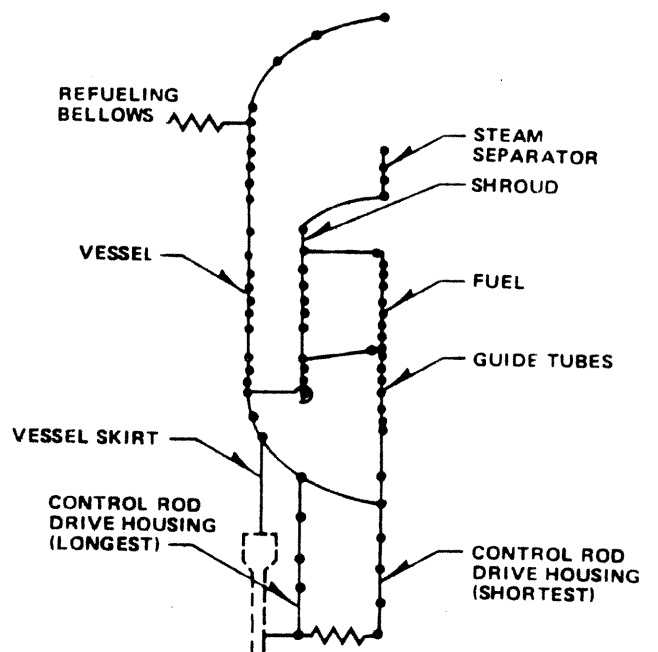 REFUELING
BELLOWS
STEAM
SEPARATOR
SHROUD
VESSEL
FUEL
GUIDE TUBES
VESSEL SKIRT
CONTROL ROD
DRIVE HOUSING
(LONGEST)
CONTROL ROD
DRIVE HOUSING
(SHORTEST)